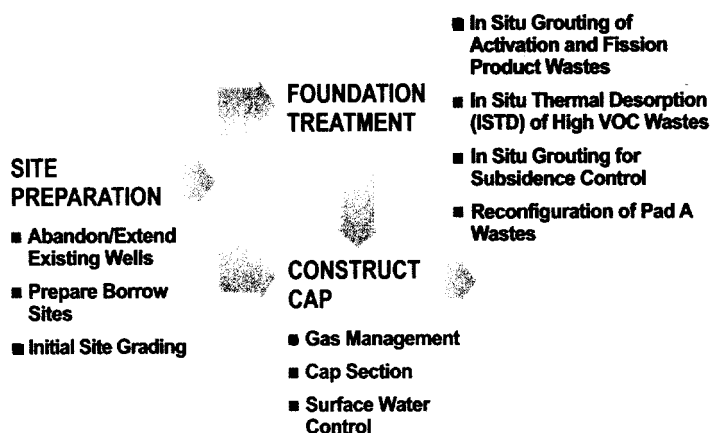 SITE
PREPARATION
■ Abandon/Extend
Existing Wells
■ Prepare Borrow
Sites
■ Initial Site Grading
FOUNDATION
TREATMENT
■ In Situ Grouting of
Activation and Fission
Product Wastes
■ In Situ Thermal Desorption
(ISTD) of High VOC Wastes
■ In Situ Grouting for
Subsidence Control
■ Reconfiguration of Pad A
Wastes
CONSTRUCT
CAP
■ Gas Management
■ Cap Section
■ Surface Water
Control